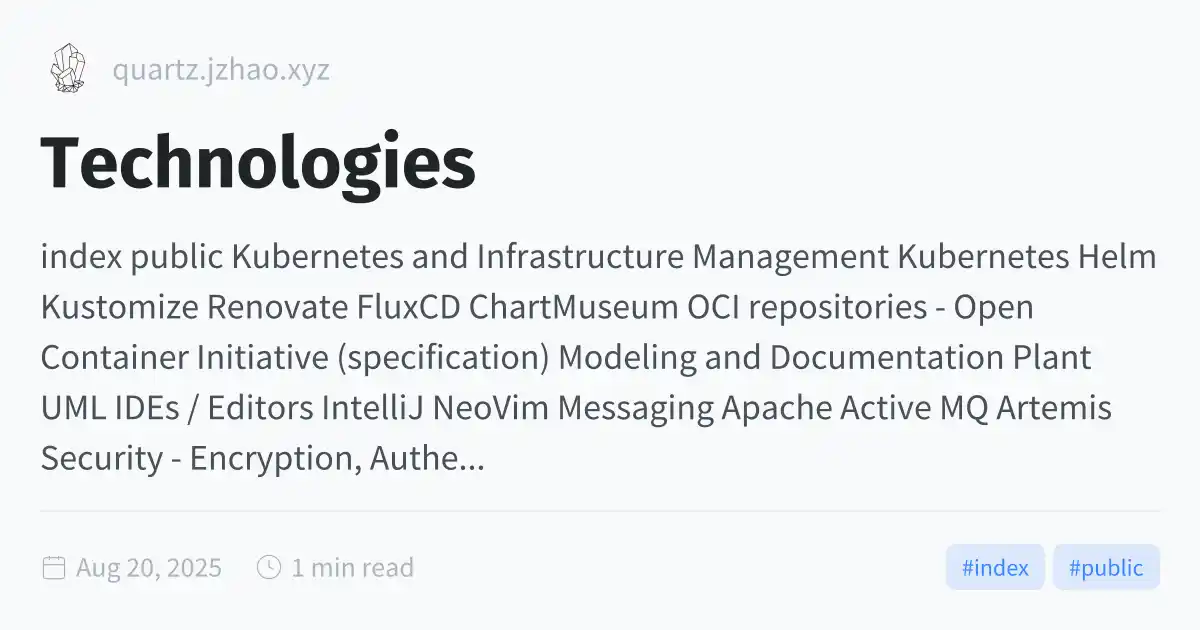 quartz.jzhao.xyz
Technologies
index public Kubernetes and Infrastructure Management Kubernetes Helm
Kustomize Renovate FluxCD ChartMuseum OCI repositories - Open
Container Initiative (specification) Modeling and Documentation Plant
UML IDEs / Editors IntelliJ NeoVim Messaging Apache Active MQ Artemis
Security - Encryption, Authe...
Aug 20, 2025 1 min read #index #public